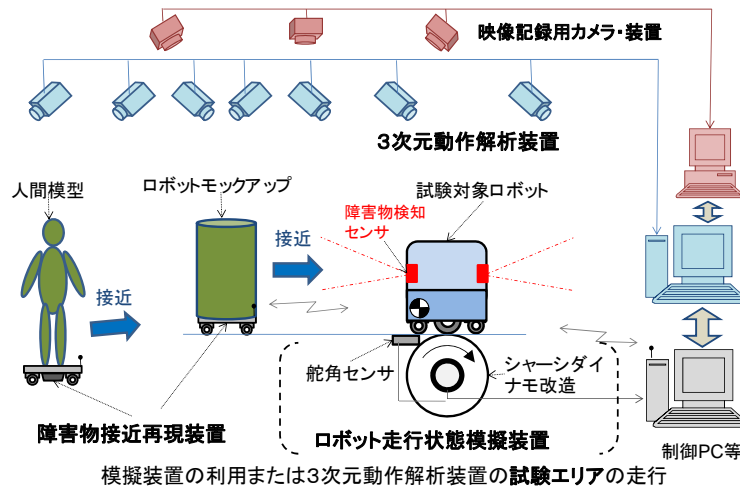 映像記録用カメラ・装置
３次元動作解析装置
人間模型
ロボットモックアップ
試験対象ロボット
障害物検知
センサ
接近
接近
舵角センサ
シャーシダイ
ナモ改造
障害物接近再現装置
ロボット走行状態模擬装置
制御PC等
模擬装置の利用または３次元動作解析装置の試験エリアの走行